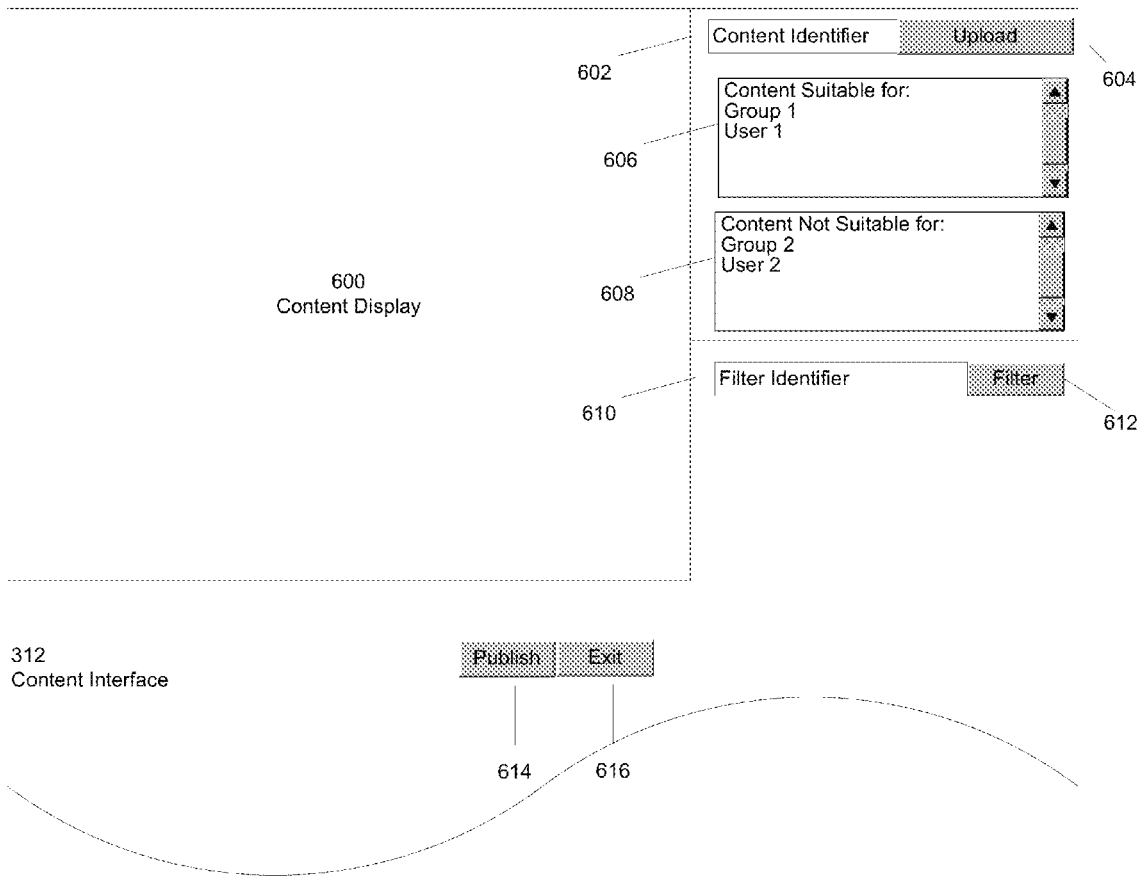 Content Identifier
Upload
602
604
Content Suitable for:
Group 1
User 1
606
Content Not Suitable for:
Group 2
User 2
608
600
Content Display
Filter Identifier
Filter
610
612
312
Content Interface
Publish
Exit
614
616